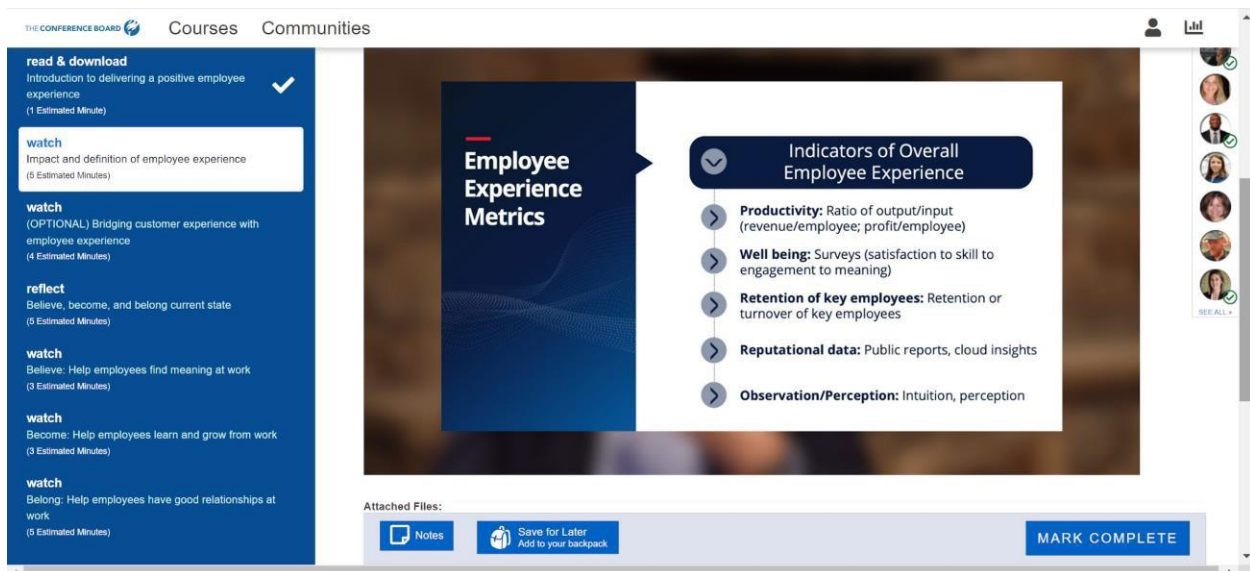 THE CONFERENCE BOARD
Courses
Communities
read & download
Introduction to delivering a positive employee
experience
(1 Estimated Minute)
watch
Impact and definition of employee experience
(5 Estimated Minutes)
watch
(OPTIONAL) Bridging customer experience with
employee experience
(4 Estimated Minutes)
reflect
Believe, become, and belong current state
(5 Estimated Minutes)
watch
Believe: Help employees find meaning at work
(3 Estimated Minutes)
watch
Become: Help employees learn and grow from work
(3 Estimated Minutes)
watch
Belong: Help employees have good relationships at
work
(5 Estimated Minutes)
Employee
Experience
Metrics
Indicators of Overall
Employee Experience
Productivity: Ratio of output/input
(revenue/employee; profit/employee)
Well being: Surveys (satisfaction to skill to
engagement to meaning)
Retention of key employees: Retention or
turnover of key employees
Reputational data: Public reports, cloud insights
Observation/Perception: Intuition, perception
SEE ALL »
Attached Files:
Notes
Save for Later
Add to your backpack
MARK COMPLETE